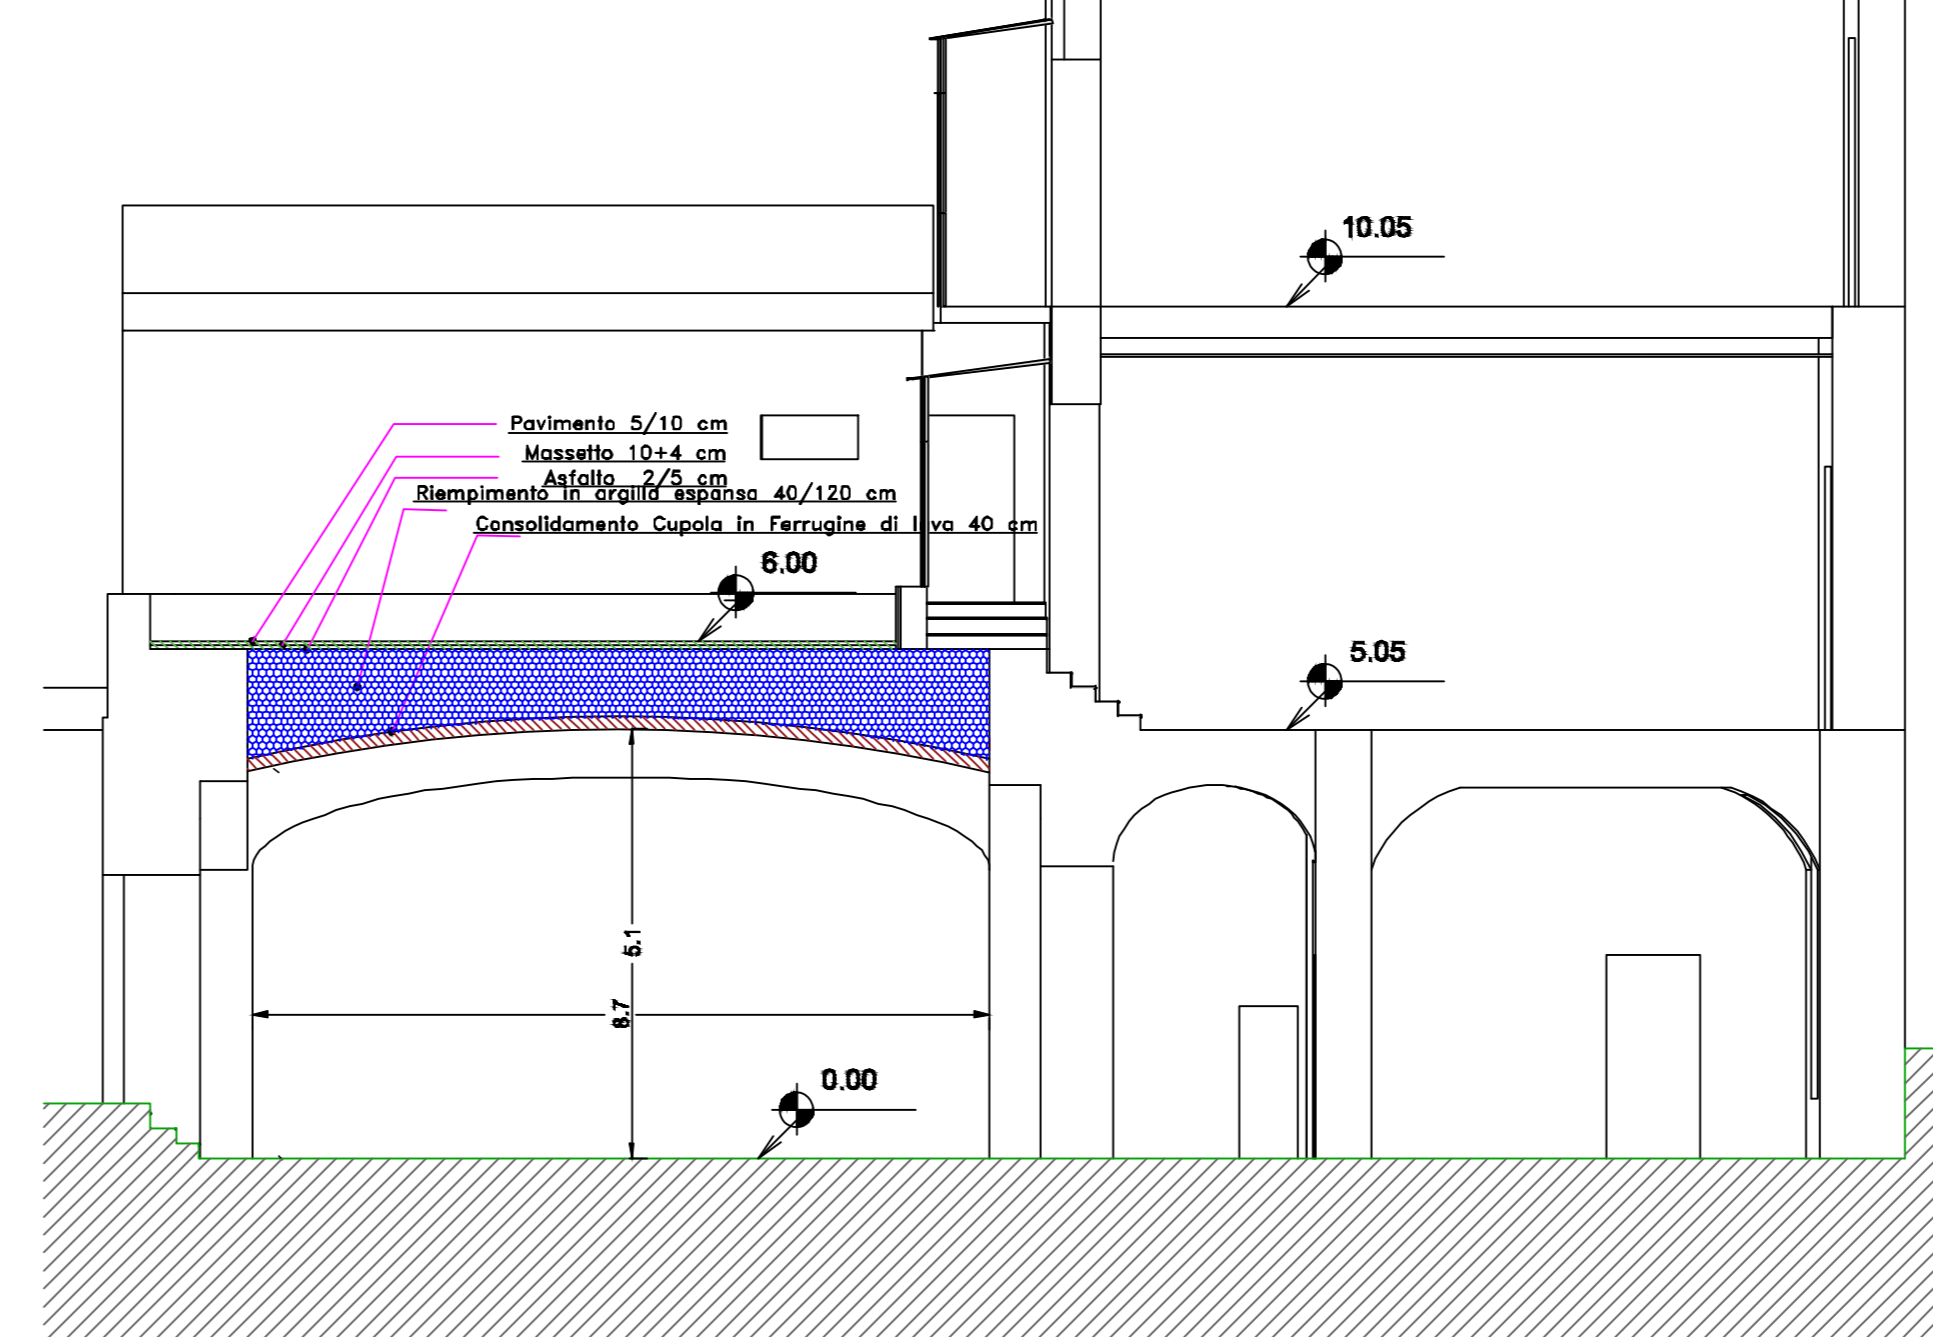 10.05
Pavimento 5/10 cm
Massetto 10+4 cm
Asfalto 2/5 cm
Riempimento in argilla espansa 40/120 cm
Consolidamento Cupola in Ferrugine di lava 40 cm
6.00
5.05
5.1
8.7
0.00